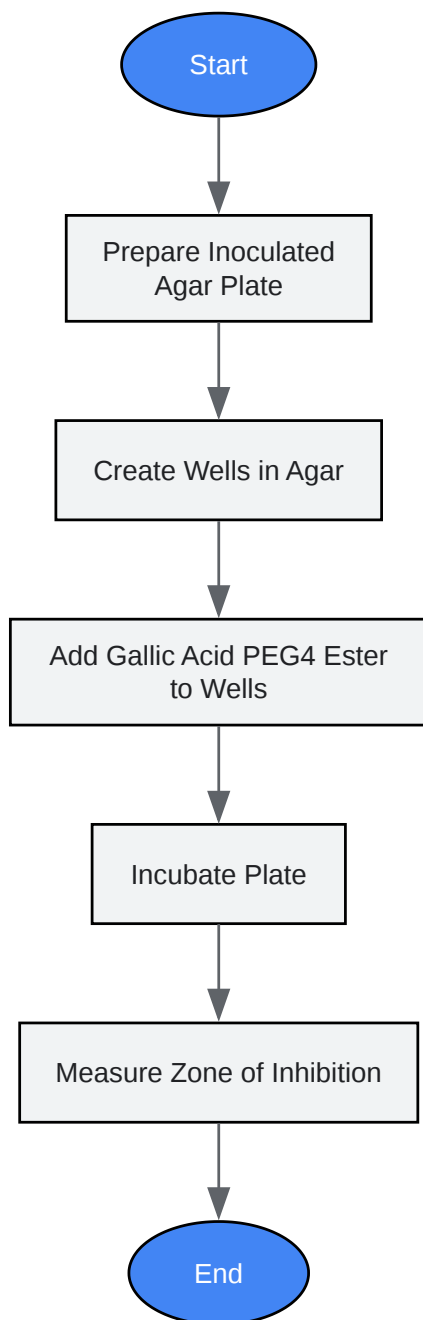 Start
Prepare Inoculated
Agar Plate
Create Wells in Agar
Add Gallic Acid PEG4 Ester
to Wells
Incubate Plate
Measure Zone of Inhibition
End